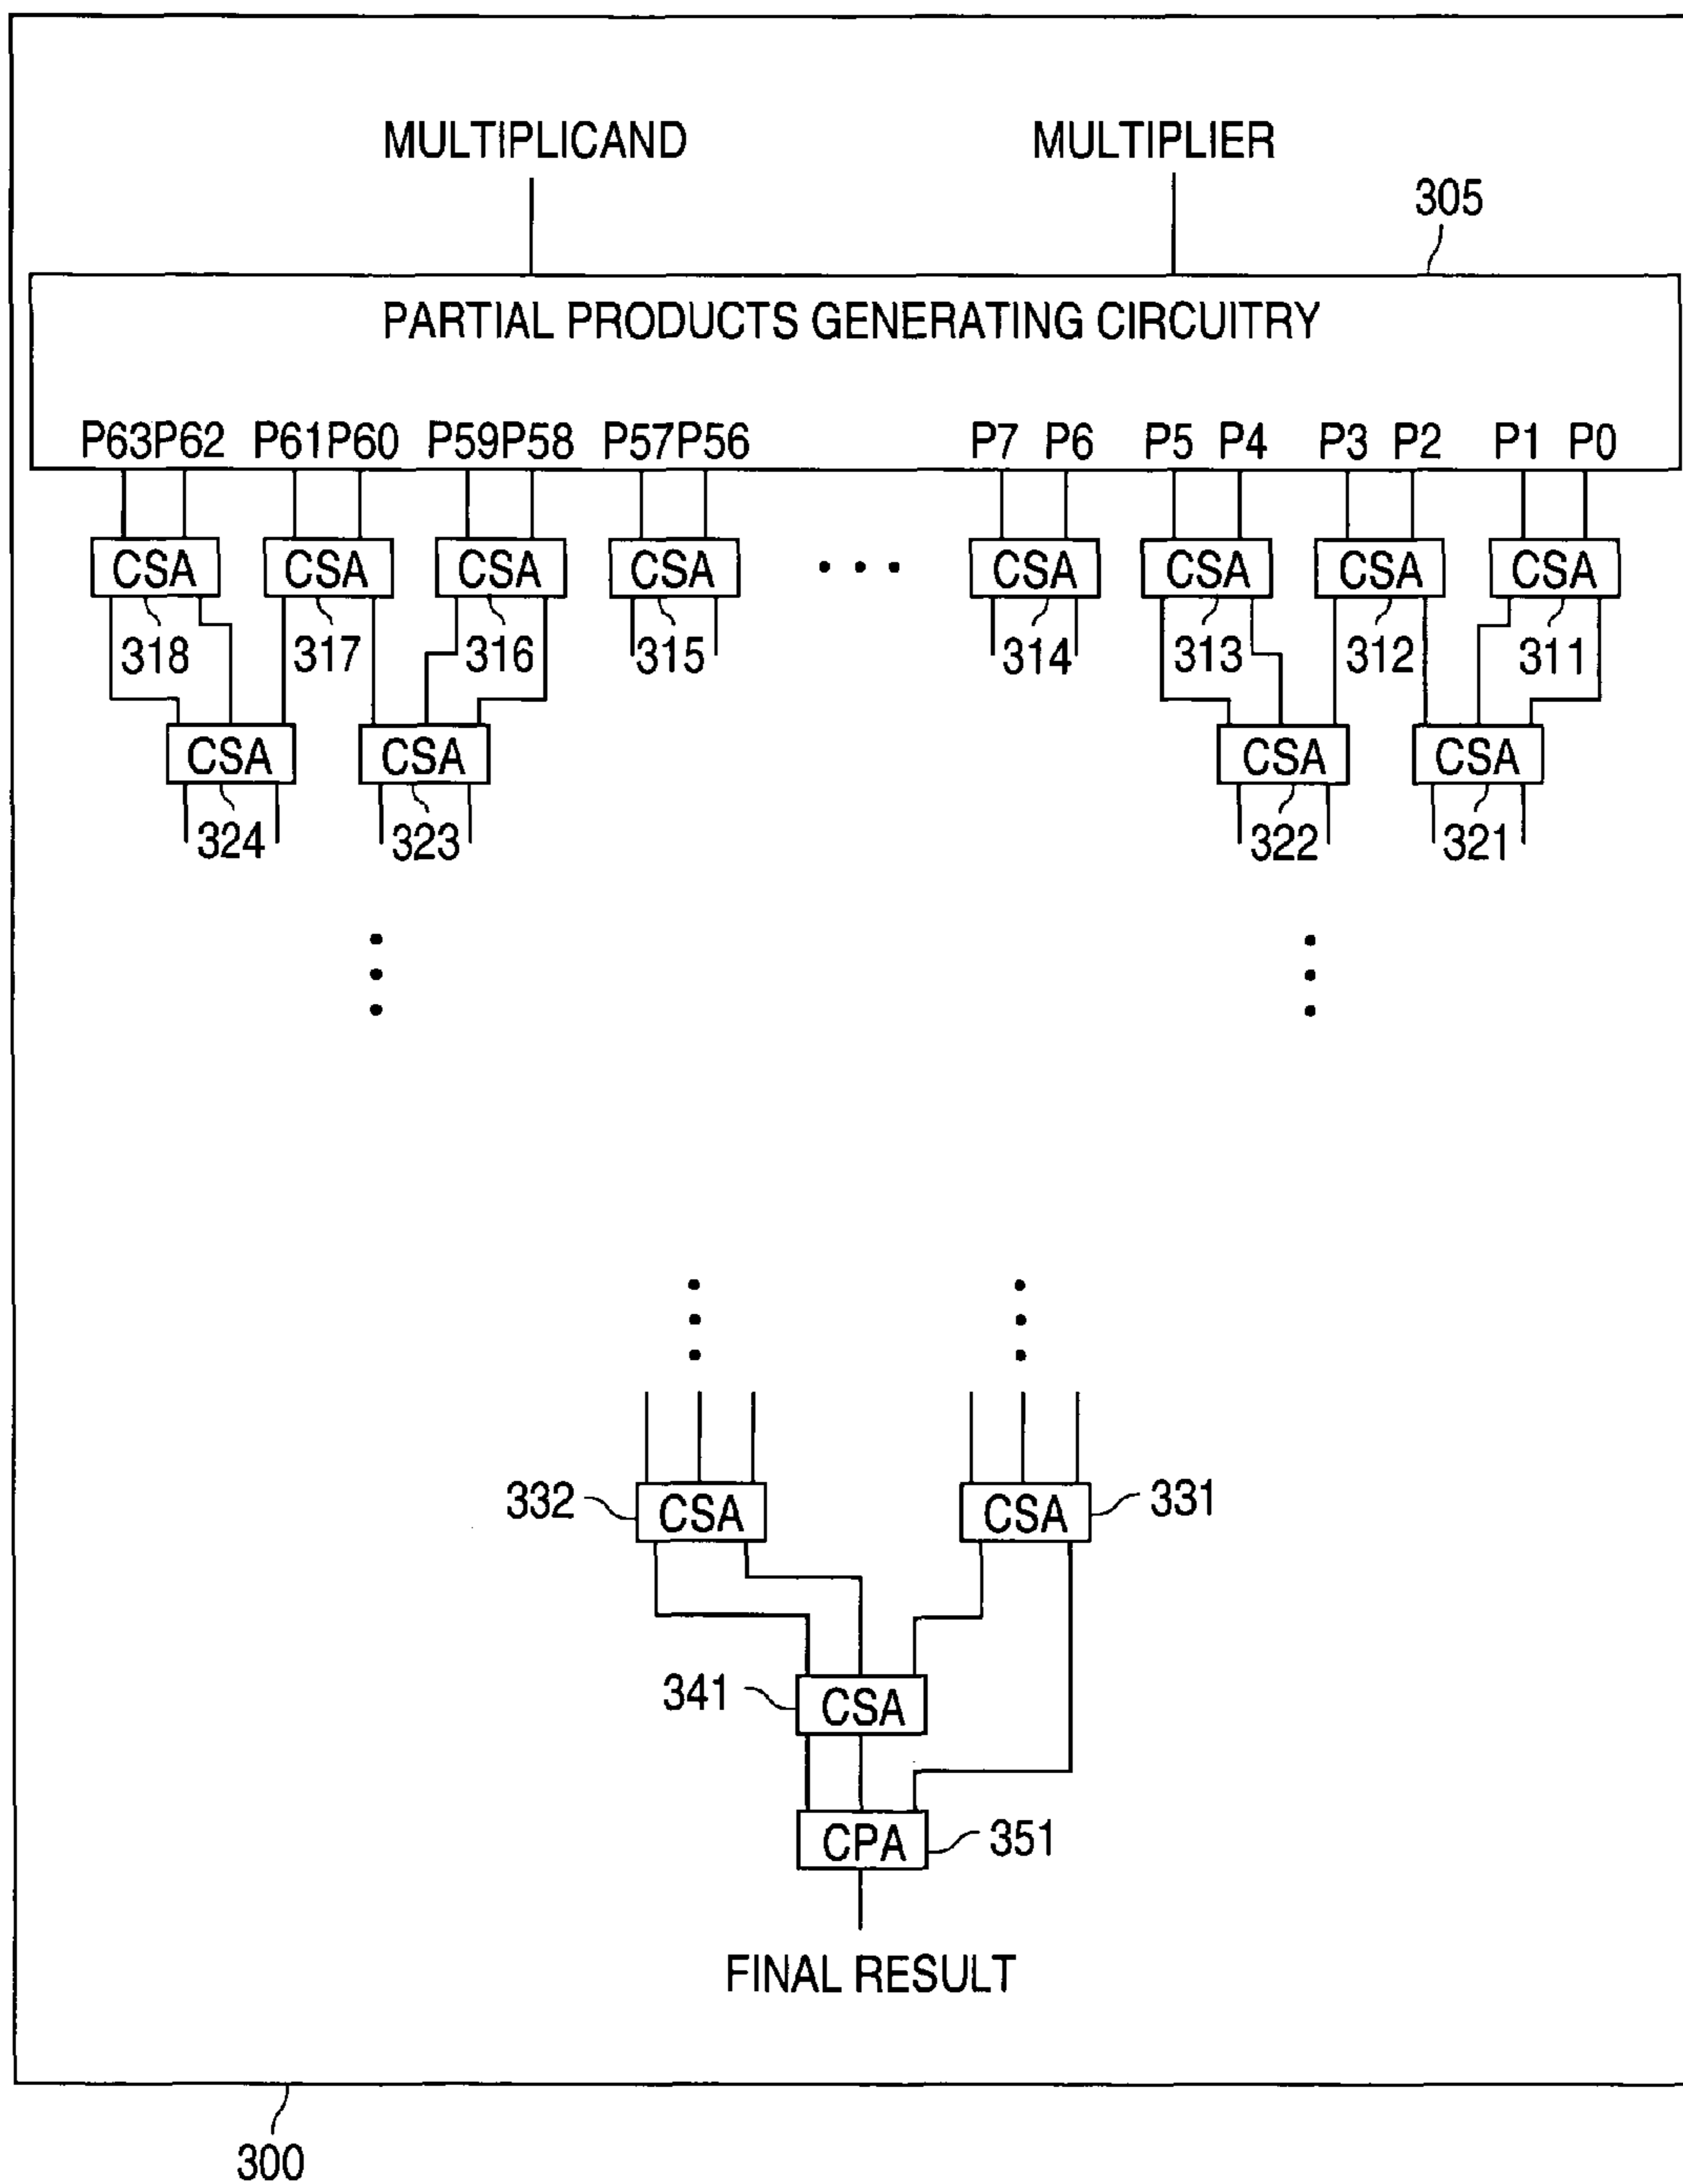 MULTIPLICAND MULTIPLIER
305
PARTIAL PRODUCTS GENERATING CIRCUITRY
P63P62 P61P60 P59P58 P57P56 P7 P6 P5 P4 P3 P2 P1 P0
CSA CSA CSA CSA • • • CSA CSA CSA CSA
318 317 316 315 314 313 312 311
CSA CSA CSA CSA
324 323 322 321
332 CSA CSA 331
341 CSA
CPA 351
FINAL RESULT
300